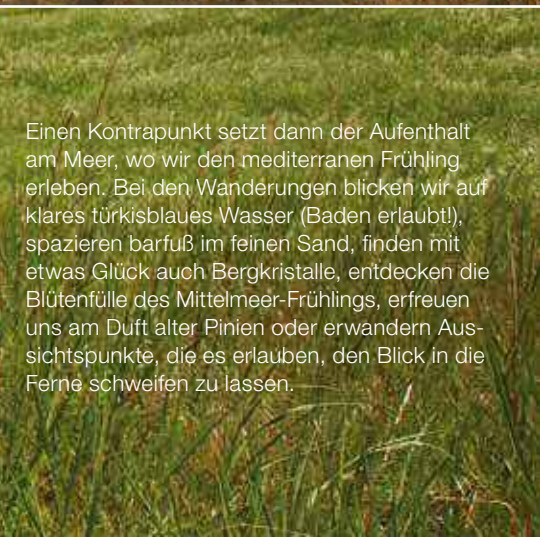 Einen Kontrapunkt setzt dann der Aufenthalt
am Meer, wo wir den mediterranen Frühling
erleben. Bei den Wanderungen blicken wir auf
klares türkisblaues Wasser (Baden erlaubt!),
spazieren barfuß im feinen Sand, finden mit
etwas Glück auch Bergkristalle, entdecken die
Blütenfülle des Mittelmeer-Frühlings, erfreuen
uns am Duft alter Pinien oder erwandern Aus-
sichtspunkte, die es erlauben, den Blick in die
Ferne schweifen zu lassen.